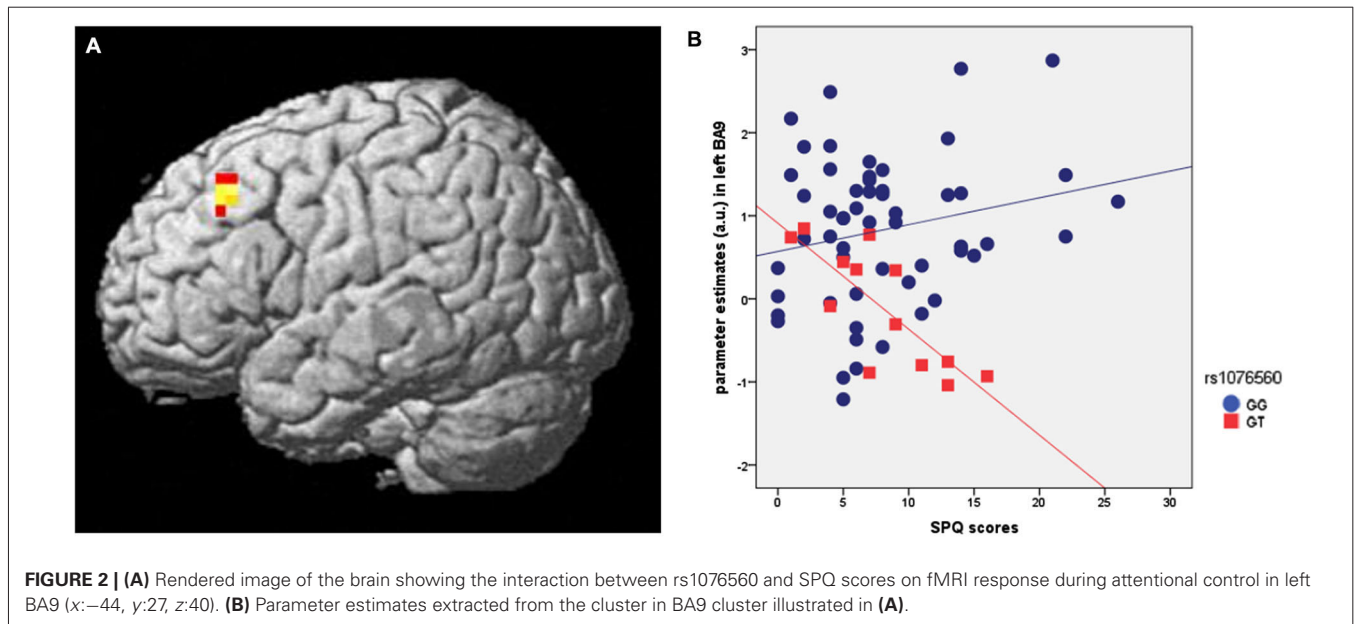 A
B
3
2
1
0
-1
-2
parameter estimates (a.u.) in left BA9
0 5 10 15 20 25 30
SPQ scores
rs1076560
GG
GT
FIGURE 2 | (A) Rendered image of the brain showing the interaction between rs1076560 and SPQ scores on fMRI response during attentional control in left
BA9 (x:−44, y:27, z:40). (B) Parameter estimates extracted from the cluster in BA9 cluster illustrated in (A).